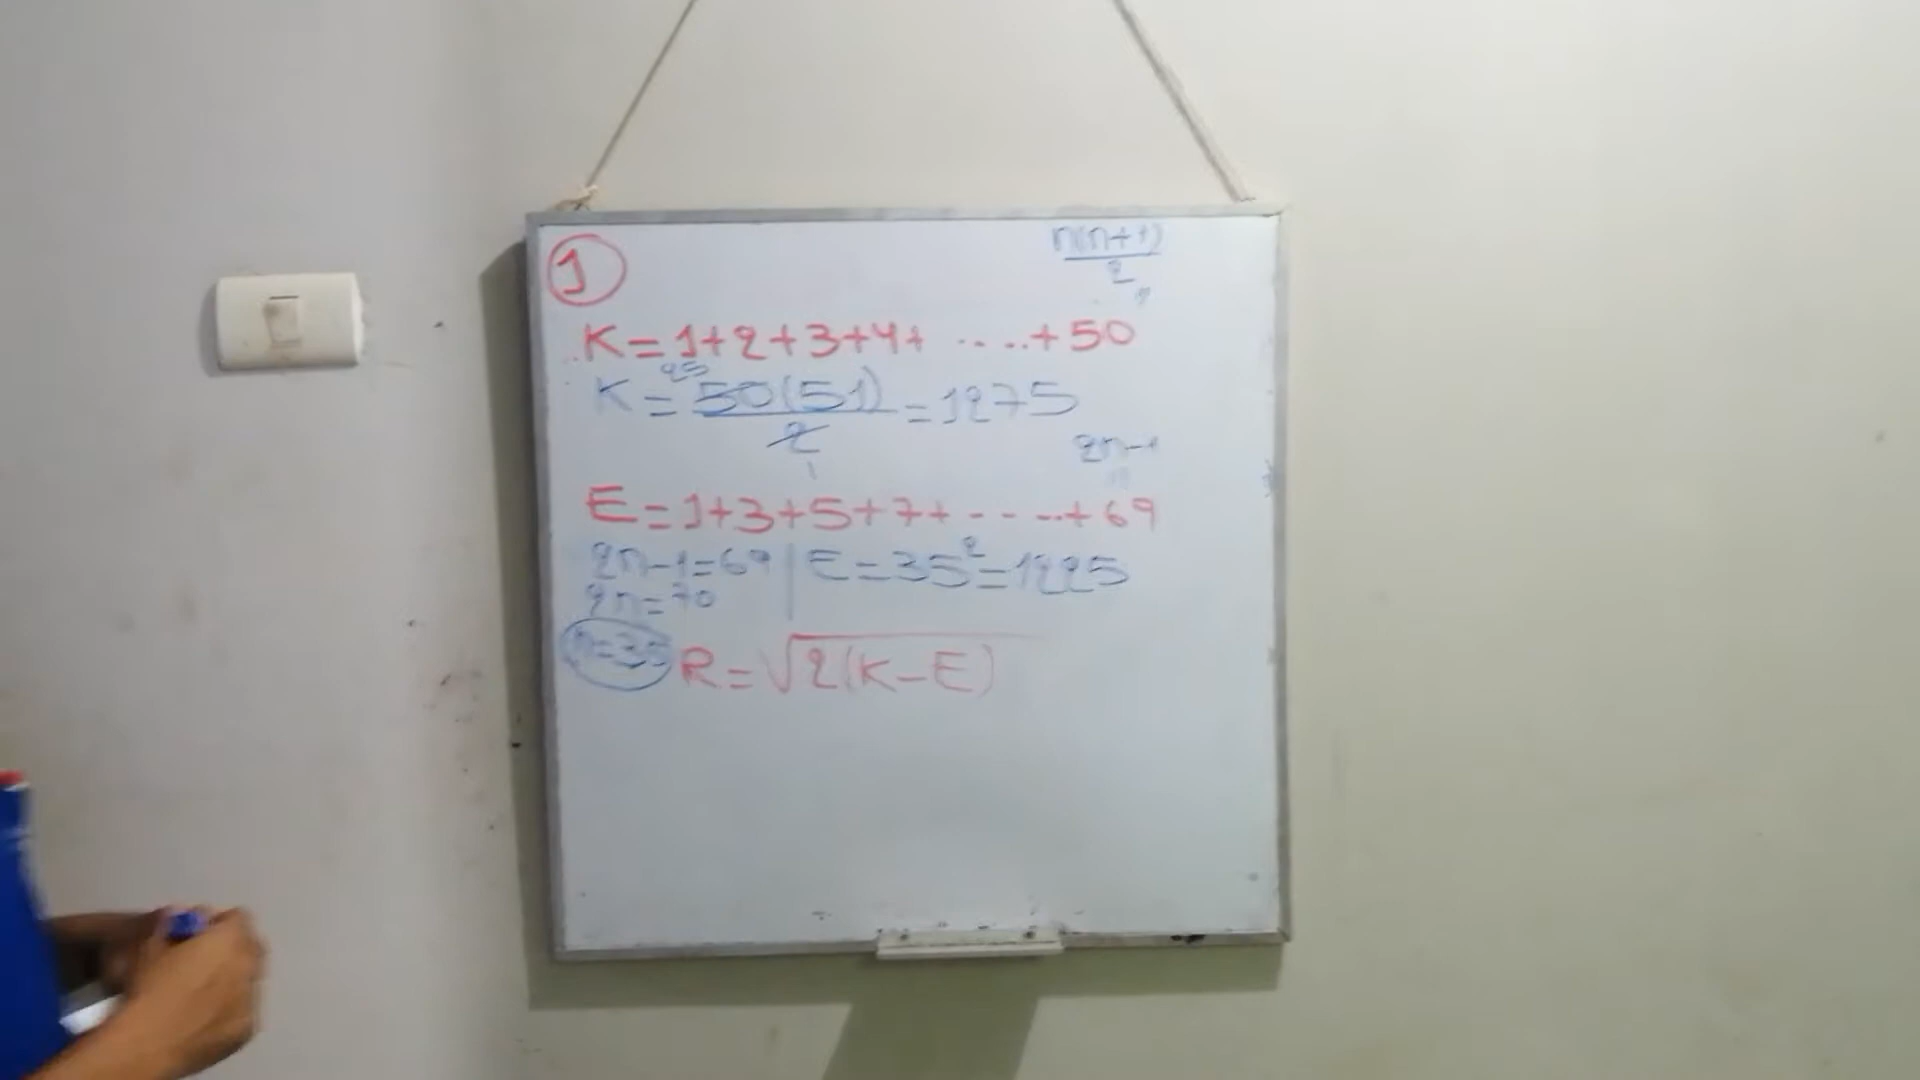 1
n(n+1)/2
K=1+2+3+4+ .....+50
K= 50(51)/2 =1275
25
2n-1
E=1+3+5+7+.....+69
2n-1=69 | E=35²=1225
2n=70
n=35
R=√2(K-E)